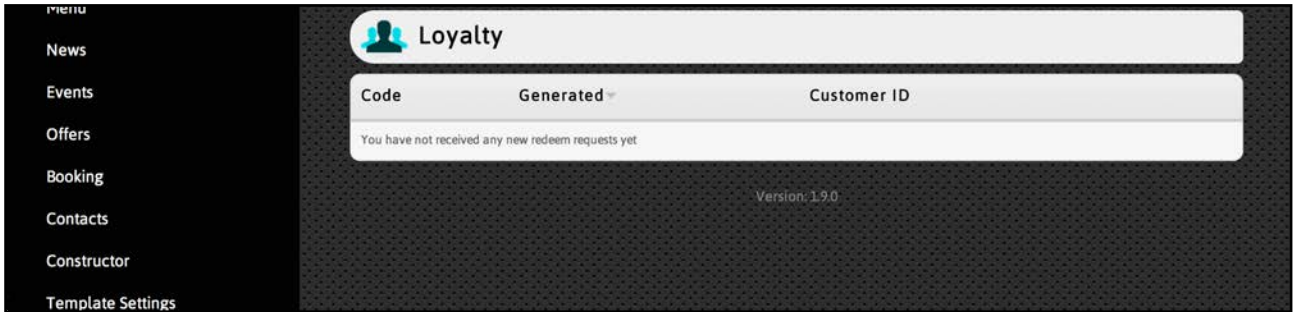 Menu
News
Events
Offers
Booking
Contacts
Constructor
Template Settings
Loyalty
Code Generated Customer ID
You have not received any new redeem requests yet
Version: 1.9.0